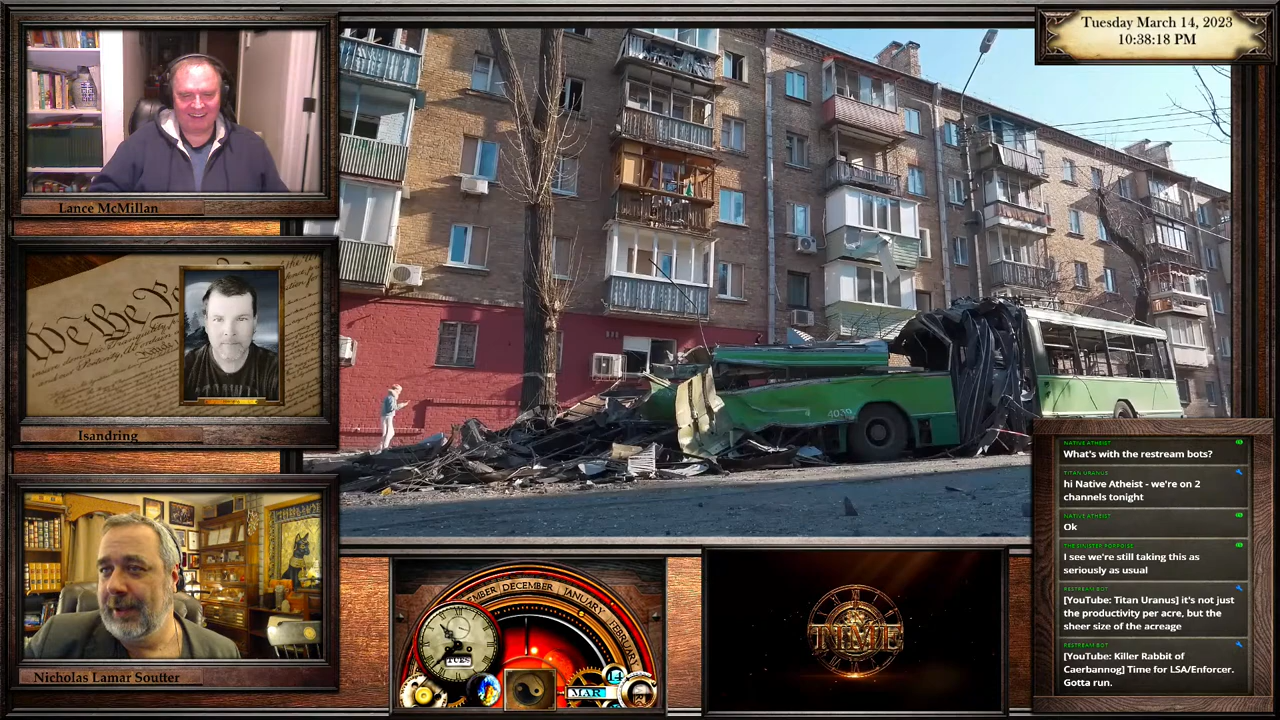 Tuesday March 14, 2023
10:38:18 PM
Lance McMillan
We the Peo
Isandring
Nicholas Lamar Soutter
4039
EMBER DECEMBER JANUARY FEBRUARY
TUES
MAR
14
TIME
NATIVE ATHEIST
What's with the restream bots?
TITAN URANUS
hi Native Atheist - we're on 2
channels tonight
NATIVE ATHEIST
Ok
THE SINISTER PORPOISE
I see we're still taking this as
seriously as usual
RESTREAM BOT
[YouTube: Titan Uranus] it's not just
the productivity per acre, but the
sheer size of the acreage
RESTREAM BOT
[YouTube: Killer Rabbit of
Caerbannog] Time for LSA/Enforcer.
Gotta run.